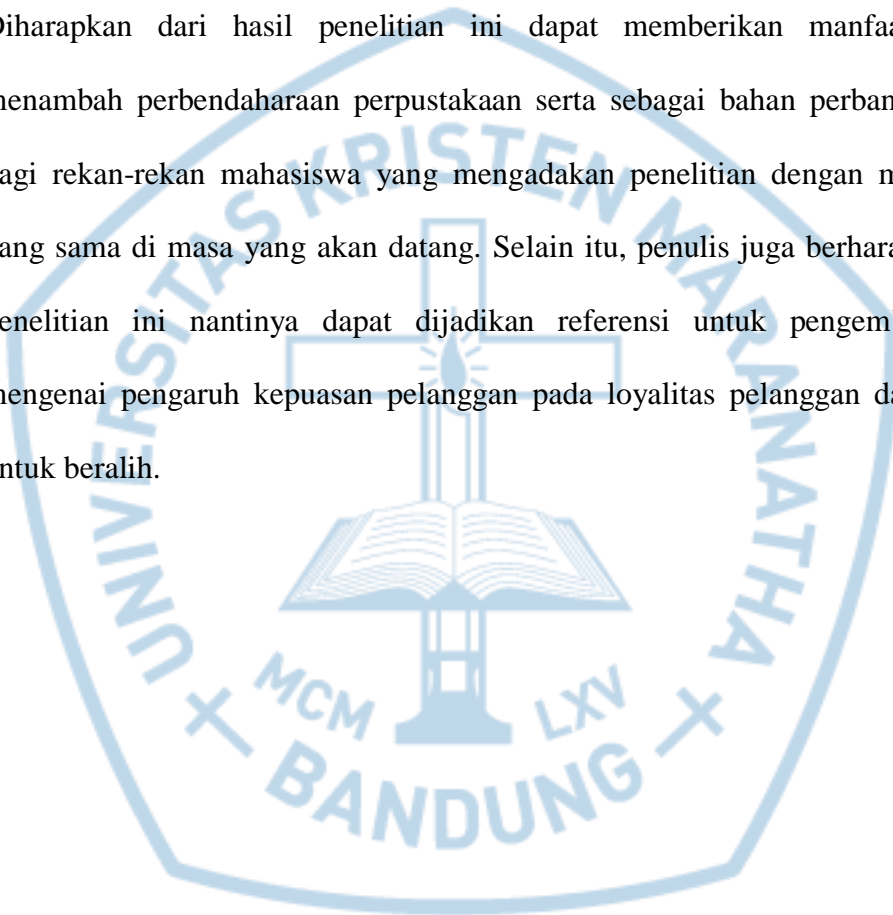 Diharapkan dari hasil penelitian ini dapat memberikan manfaa
menambah perbendaharaan perpustakaan serta sebagai bahan perban
agi rekan-rekan mahasiswa yang mengadakan penelitian dengan m
ang sama di masa yang akan datang. Selain itu, penulis juga berhara
enelitian ini nantinya dapat dijadikan referensi untuk pengem
mengenai pengaruh kepuasan pelanggan pada loyalitas pelanggan da
ntuk beralih.
UNIVERSITAS KRISTEN MARANATHA
MCM LXV
BANDUNG